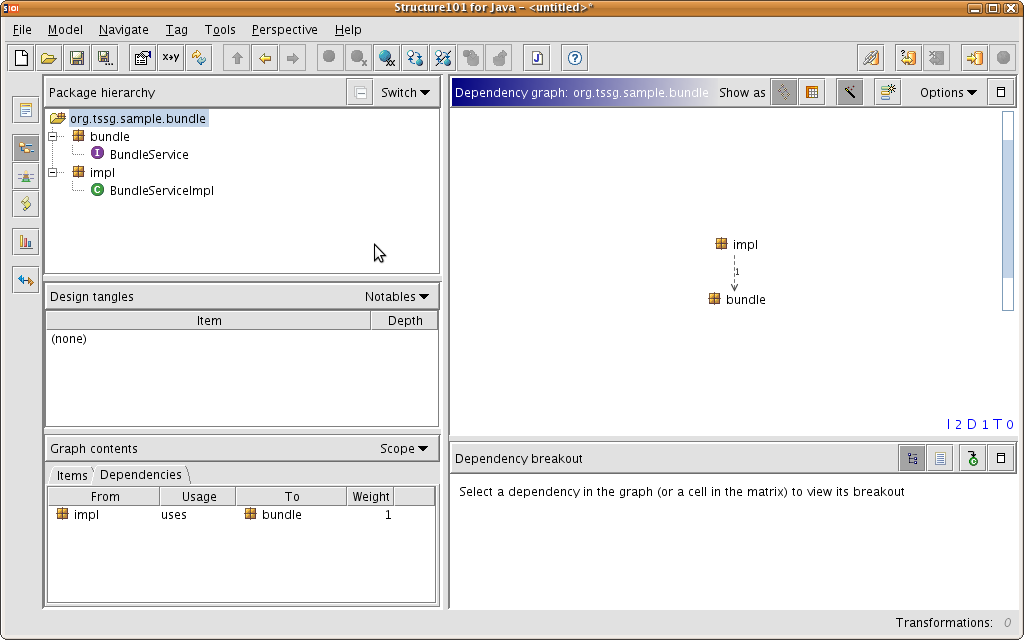 Structure101 for Java - <untitled>*
File Model Navigate Tag Tools Perspective Help
x+y
Package hierarchy Switch
org.tssg.sample.bundle
bundle
I BundleService
impl
C BundleServiceImpl
Design tangles Notables
Item Depth
(none)
Graph contents Scope
Items Dependencies
From Usage To Weight
impl uses bundle 1
Dependency graph: org.tssg.sample.bundle Show as Options
impl
1
bundle
I 2 D 1 T 0
Dependency breakout
Select a dependency in the graph (or a cell in the matrix) to view its breakout
Transformations: 0